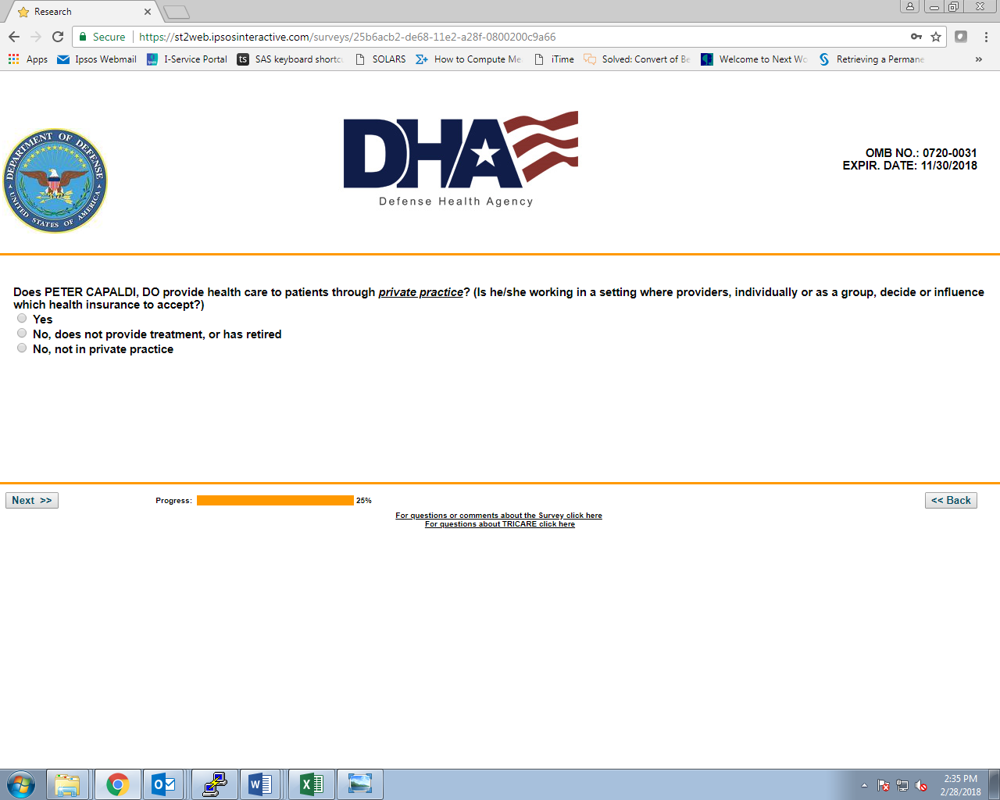 Research
Secure
https://st2web.ipsosinteractive.com/surveys/25b6acb2-de68-11e2-a28f-0800200c9a66
Apps
Ipsos Webmail
I-Service Portal
ts
SAS keyboard shortc
SOLARS
How to Compute Me
iTime
Solved: Convert of Be
Welcome to Next Wo
Retrieving a Permane
»
DEPARTMENT OF DEFENSE
UNITED STATES OF AMERICA
DHA
Defense Health Agency
OMB NO.: 0720-0031
EXPIR. DATE: 11/30/2018
Does PETER CAPALDI, DO provide health care to patients through private practice? (Is he/she working in a setting where providers, individually or as a group, decide or influence
which health insurance to accept?)
Yes
No, does not provide treatment, or has retired
No, not in private practice
Next >>
Progress:
25%
<< Back
For questions or comments about the Survey click here
For questions about TRICARE click here
2:35 PM
2/28/2018